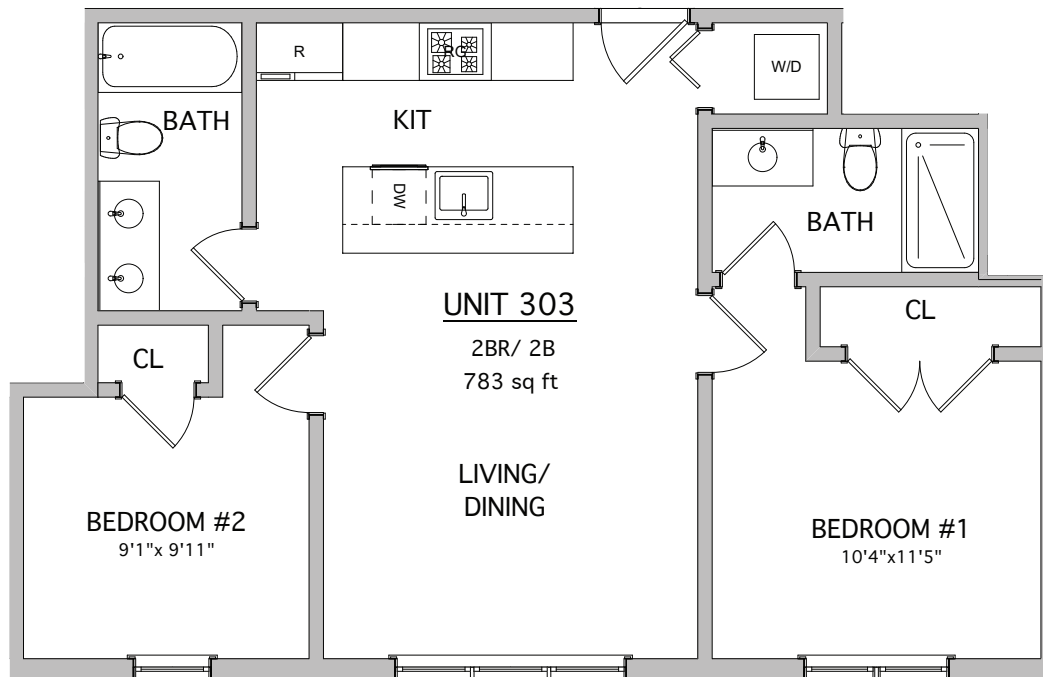 R
RG
W/D
BATH
KIT
DW
BATH
UNIT 303
2BR/ 2B
783 sq ft
CL
CL
LIVING/
DINING
BEDROOM #2
9'1"x 9'11"
BEDROOM #1
10'4"x11'5"